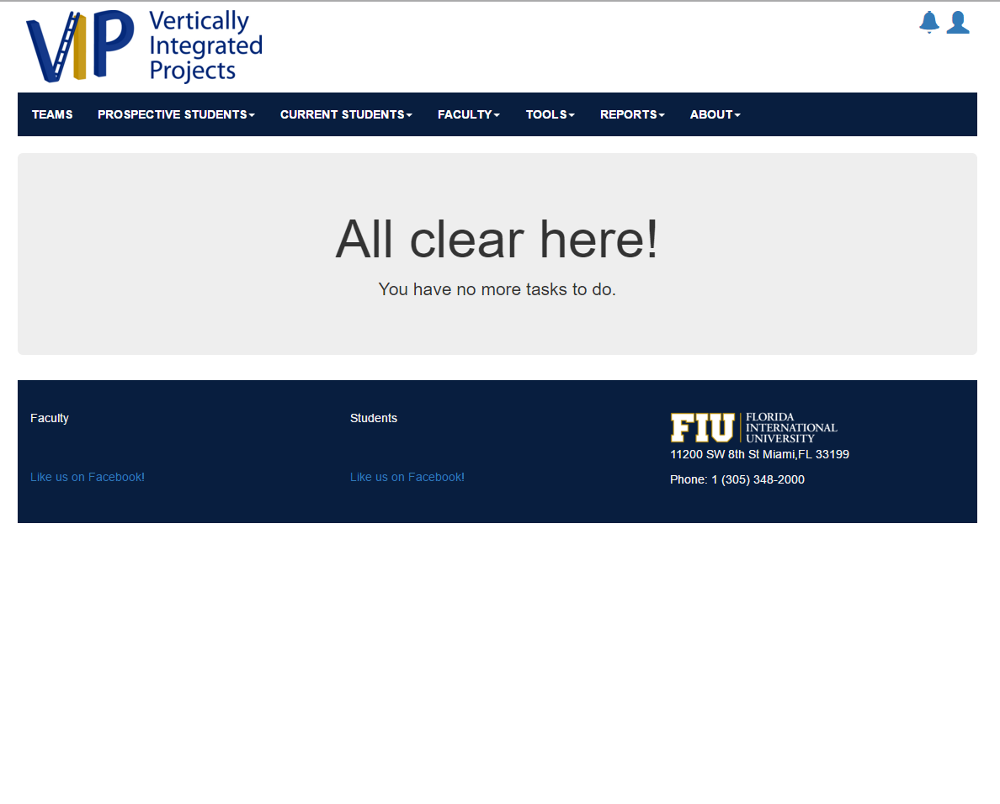 VIP Vertically
Integrated
Projects
TEAMS PROSPECTIVE STUDENTS CURRENT STUDENTS FACULTY TOOLS REPORTS ABOUT
All clear here!
You have no more tasks to do.
Faculty
Like us on Facebook!
Students
Like us on Facebook!
FIU FLORIDA
INTERNATIONAL
UNIVERSITY
11200 SW 8th St Miami,FL 33199
Phone: 1 (305) 348-2000